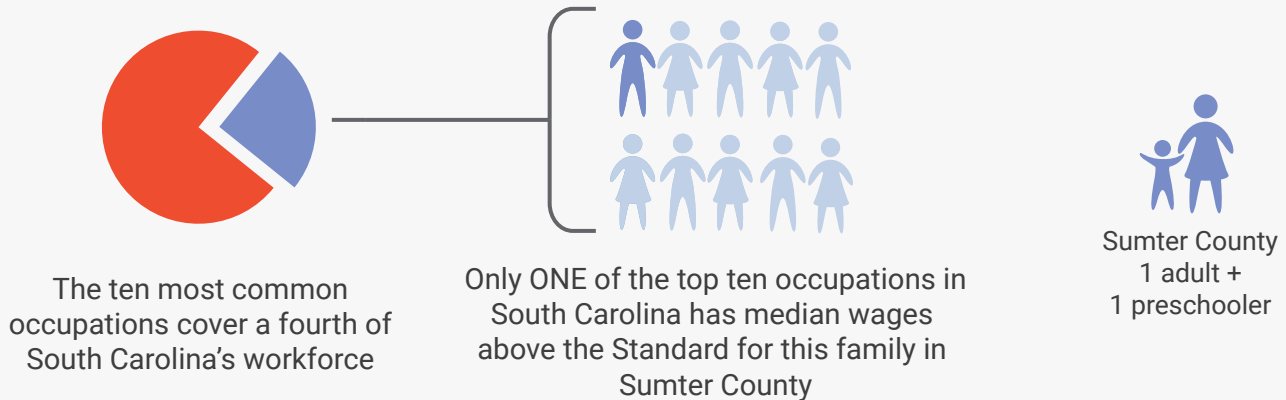 The ten most common
occupations cover a fourth of
South Carolina’s workforce
Only ONE of the top ten occupations in
South Carolina has median wages
above the Standard for this family in
Sumter County
Sumter County
1 adult +
1 preschooler